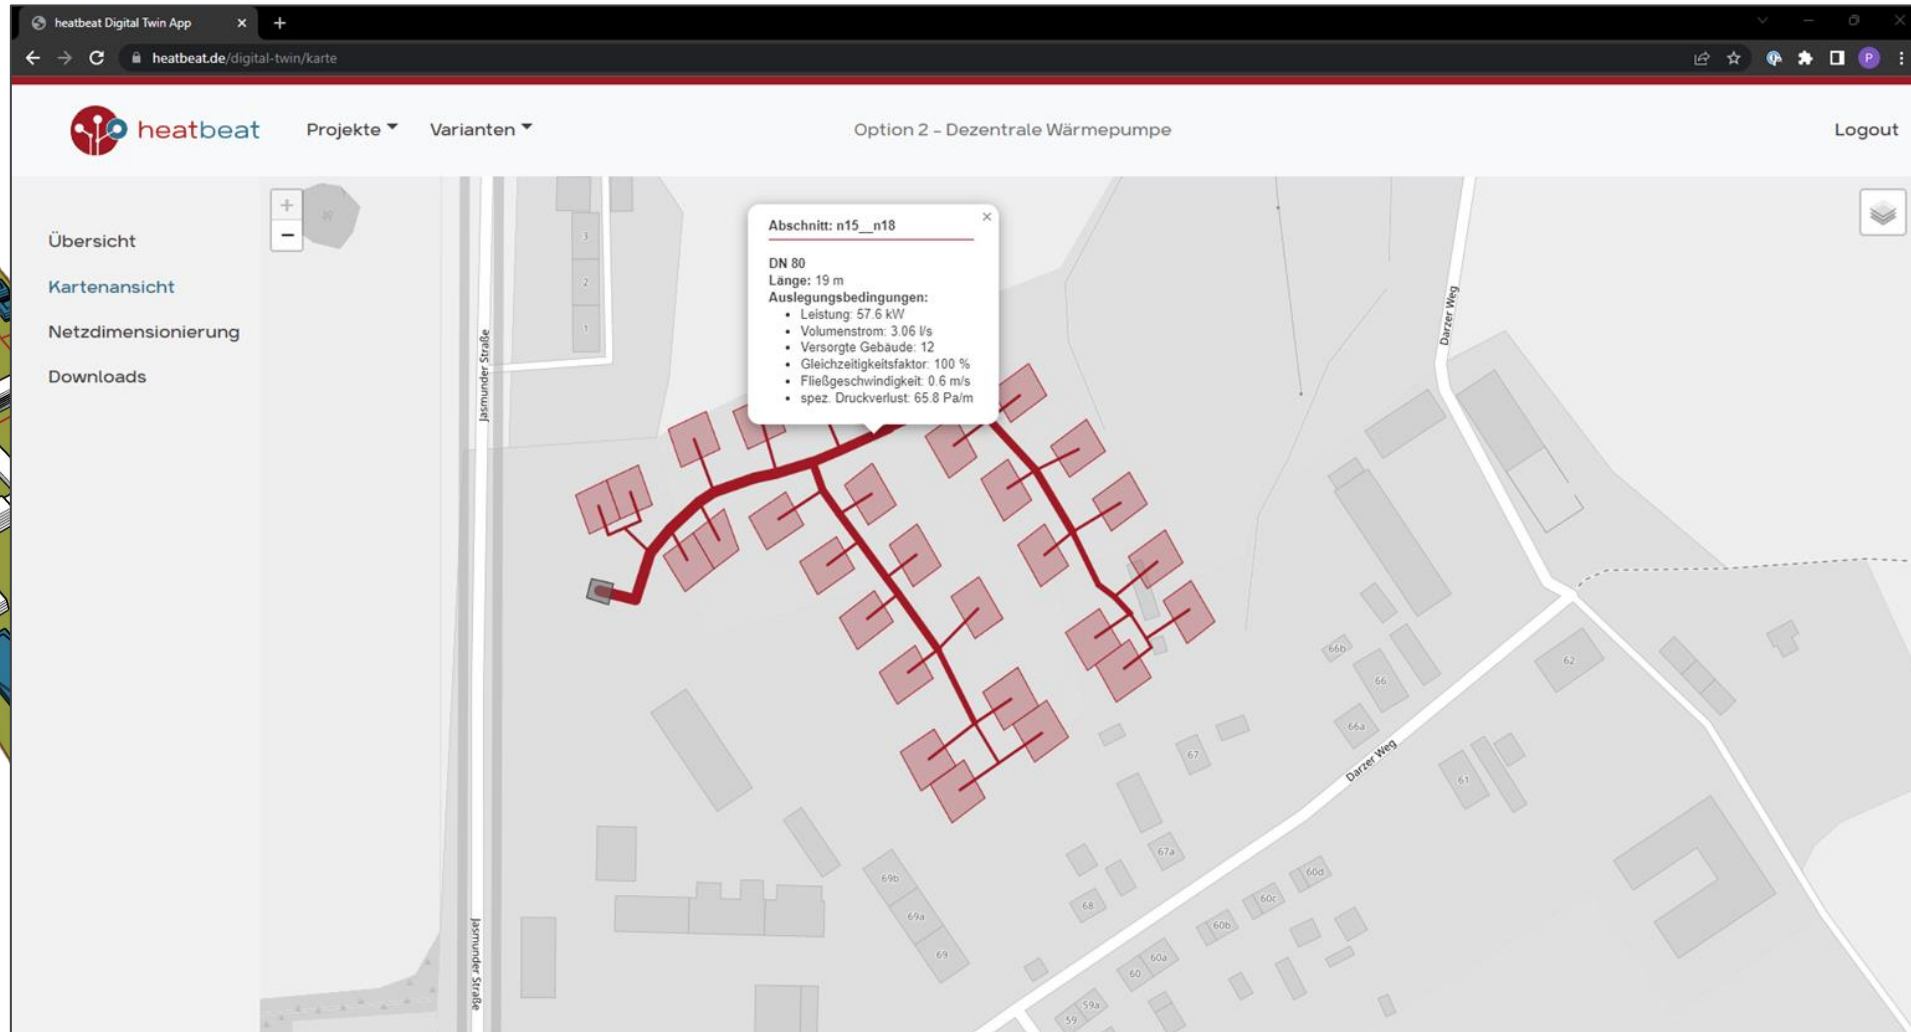 heatbeat Digital Twin App
heatbeat.de/digital-twin/karte
P
heatbeat
Projekte
Varianten
Option 2 – Dezentrale Wärmepumpe
Logout
Übersicht
Kartenansicht
Netzdimensionierung
Downloads
+
−
Abschnitt: n15__n18
×
DN 80
Länge: 19 m
Auslegungsbedingungen:
• Leistung: 57.6 kW
• Volumenstrom: 3.06 l/s
• Versorgte Gebäude: 12
• Gleichzeitigkeitsfaktor: 100 %
• Fließgeschwindigkeit: 0.6 m/s
• spez. Druckverlust: 65.8 Pa/m
3
2
1
Jasmunder Straße
Darzer Weg
66b
66
62
66a
67
Darzer Weg
61
67a
69b
69a
69
68
60d
60c
60b
60a
60
59a
59
Jasmunder Straße